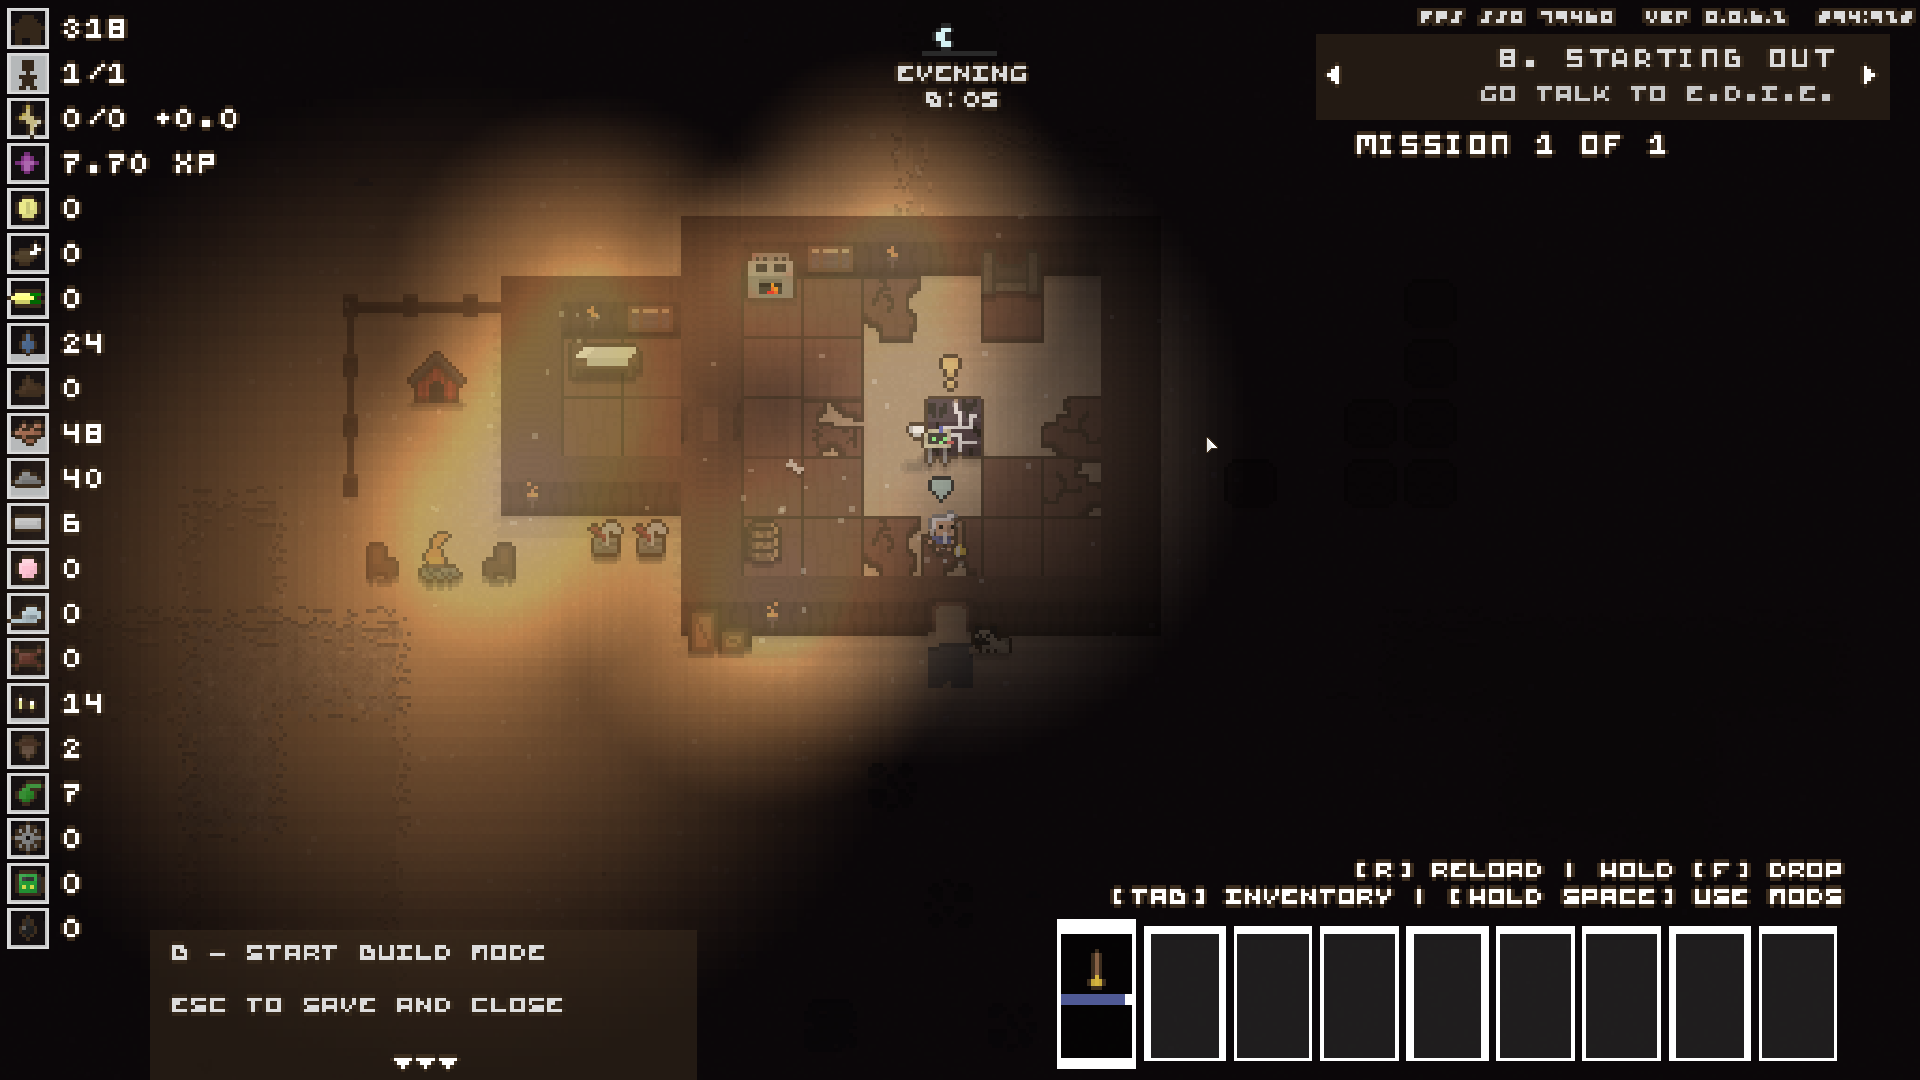 318
1/1
0/0 +0.0
7.70 XP
0
0
0
24
0
48
40
6
0
0
0
14
2
7
0
0
0
EVENING
0:05
FPS VER 0.0.6.1
8. STARTING OUT
GO TALK TO E.D.I.E.
MISSION 1 OF 1
B - START BUILD MODE
ESC TO SAVE AND CLOSE
[R] RELOAD | HOLD [F] DROP
[TAB] INVENTORY | [HOLD SPACE] USE MODS